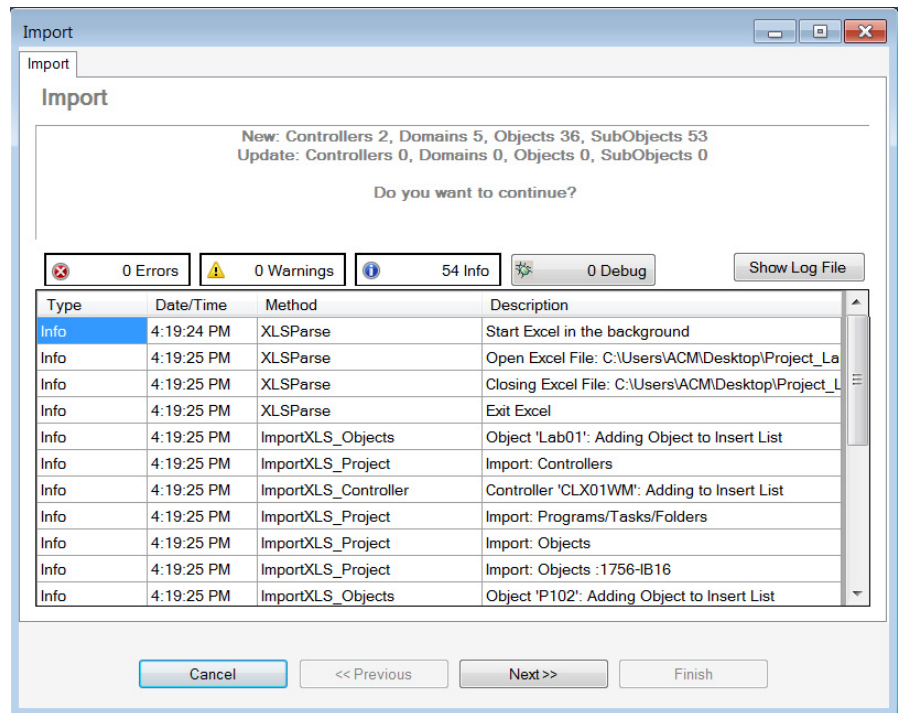 Import
Import
Import
New: Controllers 2, Domains 5, Objects 36, SubObjects 53
Update: Controllers 0, Domains 0, Objects 0, SubObjects 0
Do you want to continue?
0 Errors 0 Warnings 54 Info 0 Debug Show Log File
Type Date/Time Method Description
Info 4:19:24 PM XLSParse Start Excel in the background
Info 4:19:25 PM XLSParse Open Excel File: C:\Users\ACM\Desktop\Project_La
Info 4:19:25 PM XLSParse Closing Excel File: C:\Users\ACM\Desktop\Project_L
Info 4:19:25 PM XLSParse Exit Excel
Info 4:19:25 PM ImportXLS_Objects Object 'Lab01': Adding Object to Insert List
Info 4:19:25 PM ImportXLS_Project Import: Controllers
Info 4:19:25 PM ImportXLS_Controller Controller 'CLX01WM': Adding to Insert List
Info 4:19:25 PM ImportXLS_Project Import: Programs/Tasks/Folders
Info 4:19:25 PM ImportXLS_Project Import: Objects
Info 4:19:25 PM ImportXLS_Project Import: Objects :1756-IB16
Info 4:19:25 PM ImportXLS_Objects Object 'P102': Adding Object to Insert List
Cancel << Previous Next >> Finish